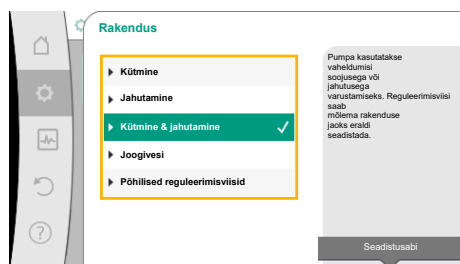 Rakendus
Kütmine
Jahutamine
Kütmine & jahutamine
Joogivesi
Põhilised reguleerimisviisid
Pumpa kasutatakse
vaheldumisi
soojusega või
jahutusega
varustamiseks. Reguleerimisviisi
saab
mõlema rakenduse
jaoks eraldi
seadistada.
Seadistusabi